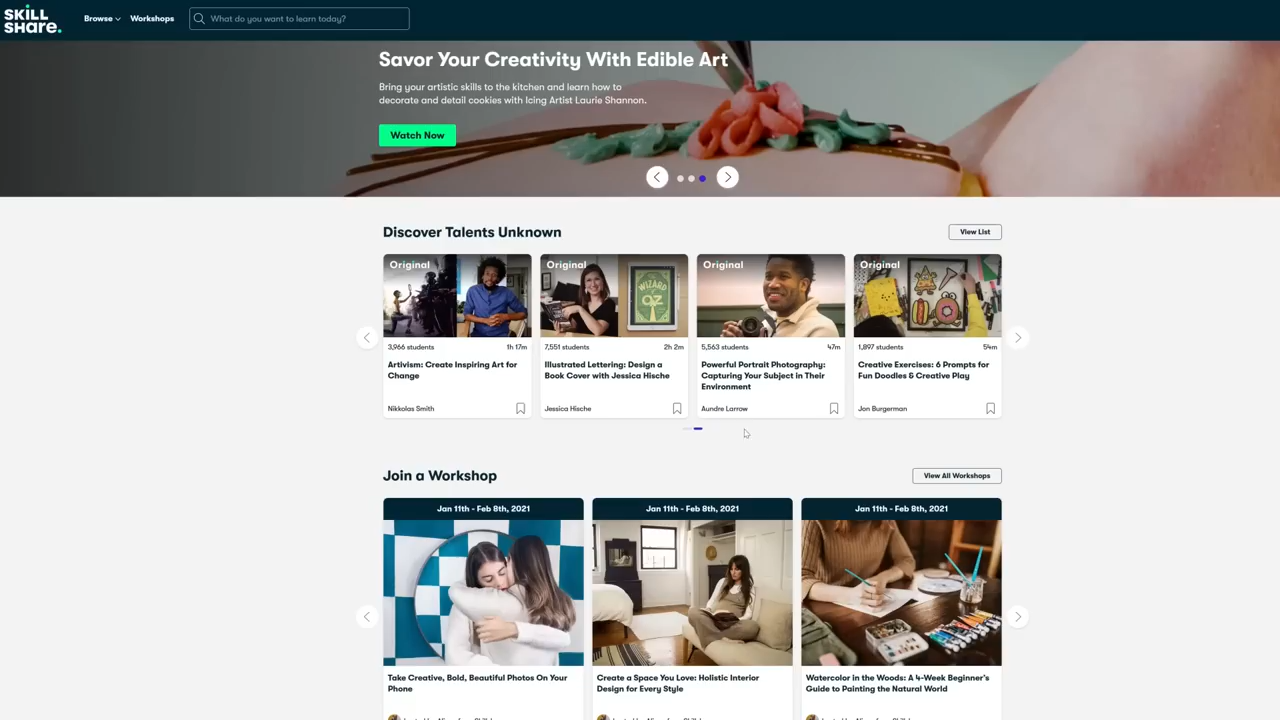 SKILL
SHARE.
Browse
Workshops
What do you want to learn today?
Savor Your Creativity With Edible Art
Bring your artistic skills to the kitchen and learn how to
decorate and detail cookies with Icing Artist Laurie Shannon.
Watch Now
Discover Talents Unknown
View List
Original
Original
Original
Original
WIZARD
OZ
3,966 students
1h 17m
Artivism: Create Inspiring Art for
Change
Nikkolas Smith
7,551 students
2h 2m
Illustrated Lettering: Design a
Book Cover with Jessica Hische
Jessica Hische
5,563 students
47m
Powerful Portrait Photography:
Capturing Your Subject in Their
Environment
Aundre Larrow
1,897 students
54m
Creative Exercises: 6 Prompts for
Fun Doodles & Creative Play
Jon Burgerman
Join a Workshop
View All Workshops
Jan 11th - Feb 8th, 2021
Jan 11th - Feb 8th, 2021
Jan 11th - Feb 8th, 2021
Take Creative, Bold, Beautiful Photos On Your
Phone
Create a Space You Love: Holistic Interior
Design for Every Style
Watercolor in the Woods: A 4-Week Beginner's
Guide to Painting the Natural World